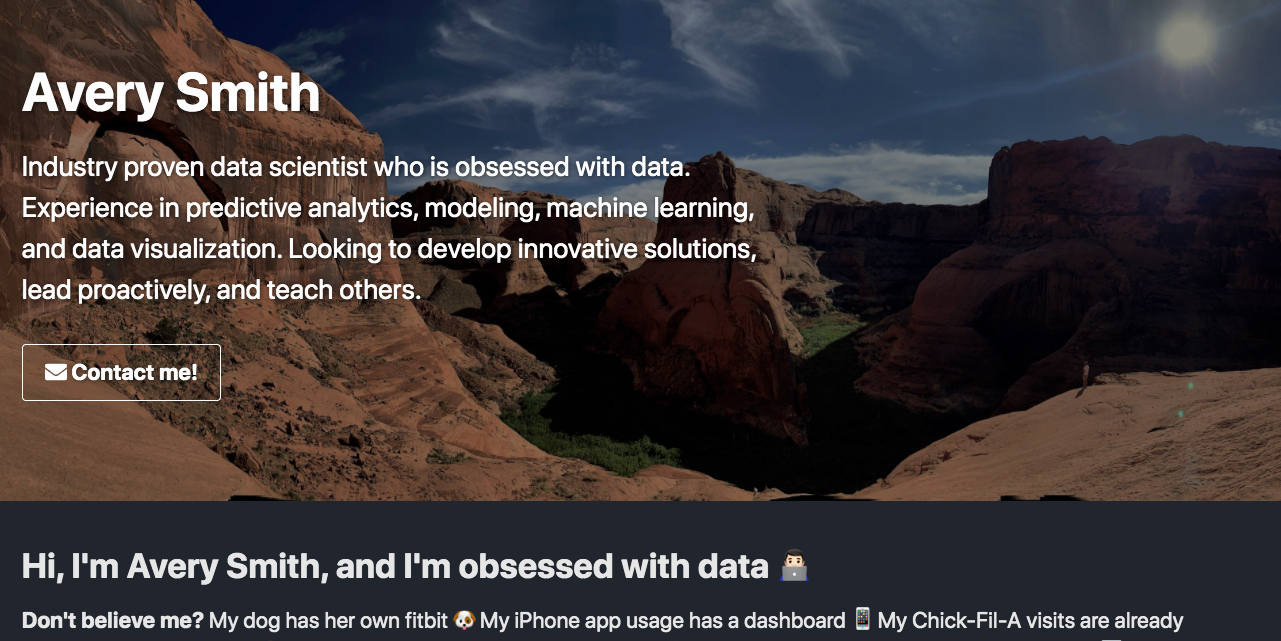 Avery Smith
Industry proven data scientist who is obsessed with data.
Experience in predictive analytics, modeling, machine learning,
and data visualization. Looking to develop innovative solutions,
lead proactively, and teach others.
Contact me!
Hi, I'm Avery Smith, and I'm obsessed with data 👨🏻‍💻
Don't believe me? My dog has her own fitbit 🐶 My iPhone app usage has a dashboard 📱 My Chick-Fil-A visits are already